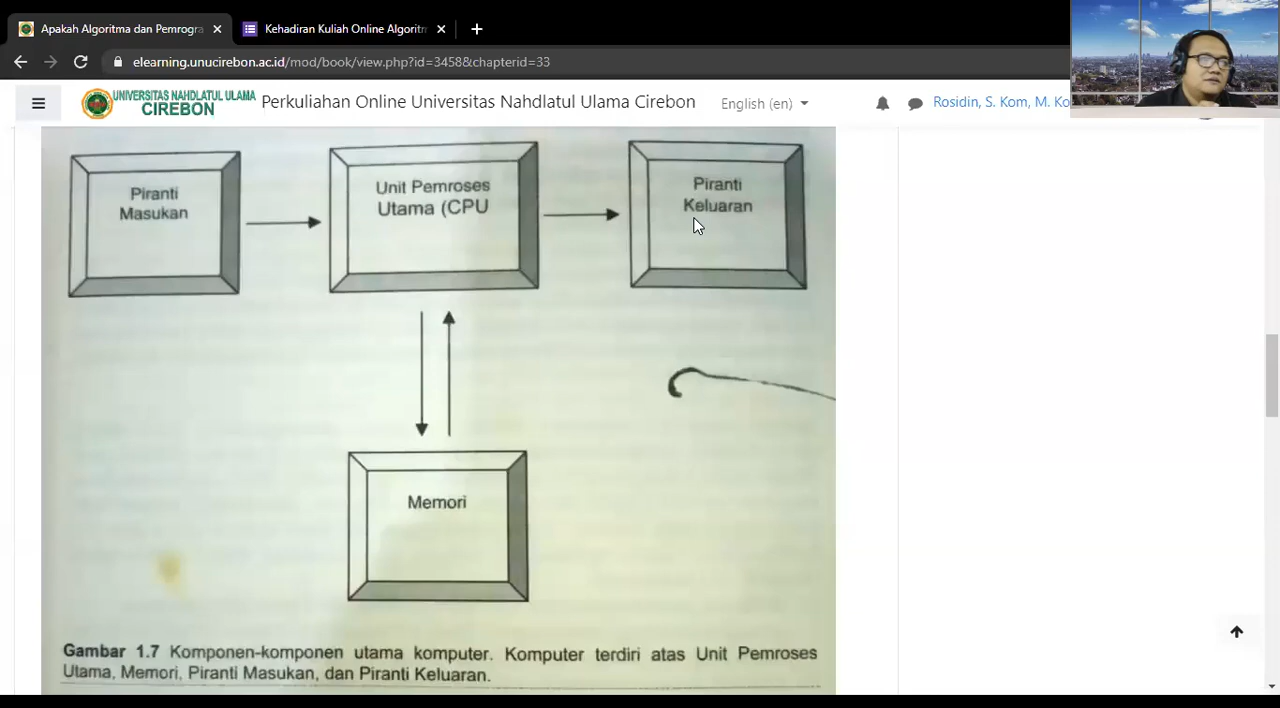 Apakah Algoritma dan Pemrogra
Kehadiran Kuliah Online Algoritm
elearning.unucirebon.ac.id/mod/book/view.php?id=3458&chapterid=33
UNIVERSITAS NAHDLATUL ULAMA
CIREBON
Perkuliahan Online Universitas Nahdlatul Ulama Cirebon
English (en)
Rosidin, S. Kom, M. Ko
Piranti
Masukan
Unit Pemroses
Utama (CPU
Piranti
Keluaran
Memori
Gambar 1.7 Komponen-komponen utama komputer. Komputer terdiri atas Unit Pemroses
Utama, Memori, Piranti Masukan, dan Piranti Keluaran.